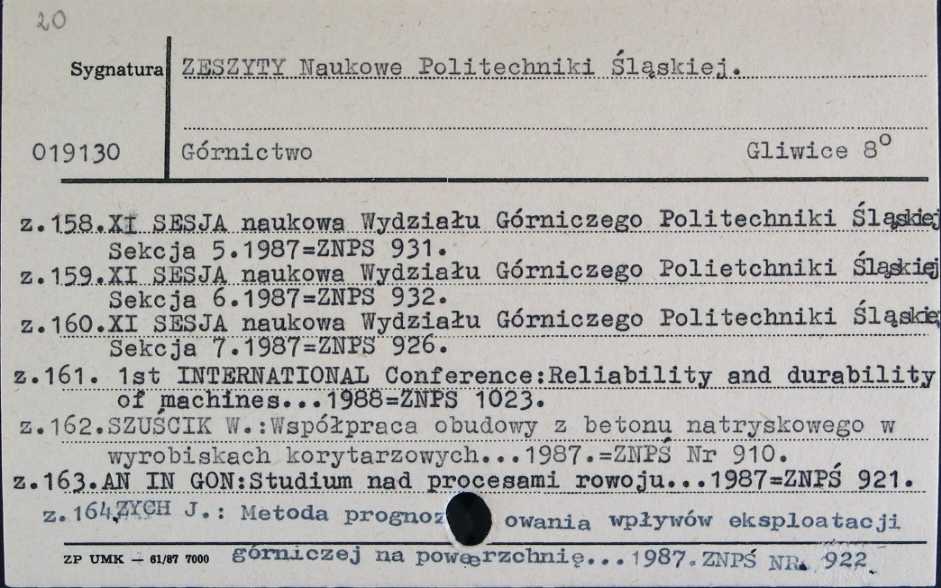 20
Sygnatura ZESZYTY Naukowe Politechniki Śląskiej.
019130 Górnictwo Gliwice 8o
z.158.XI SESJA naukowa Wydziału Górniczego Politechniki Śląskiej
Sekcja 5.1987=ZNPS 931.
z.159.XI SESJA naukowa Wydziału Górniczego Polietchniki Śląskiej
Sekcja 6.1987=ZNPS 932.
z.160.XI SESJA naukowa Wydziału Górniczego Politechniki Śląskie
Sekcja 7.1987=ZNPS 926.
z.161. 1st INTERNATIONAL Conference:Reliability and durability
of machines...1988=ZNPS 1023.
z.162.SZUŚCIK W.:Współpraca obudowy z betonu natryskowego w
wyrobiskach korytarzowych...1987.=ZNPŚ Nr 910.
z.163.AN IN GON:Studium nad procesami rowoju...1987=ZNPŚ 921.
z.164.ZYCH J.: Metoda prognoz owania wpływów eksploatacji
górniczej na powierzchnię...1987.ZNPŚ NR. 922.
ZP UMK — 61/87 7000